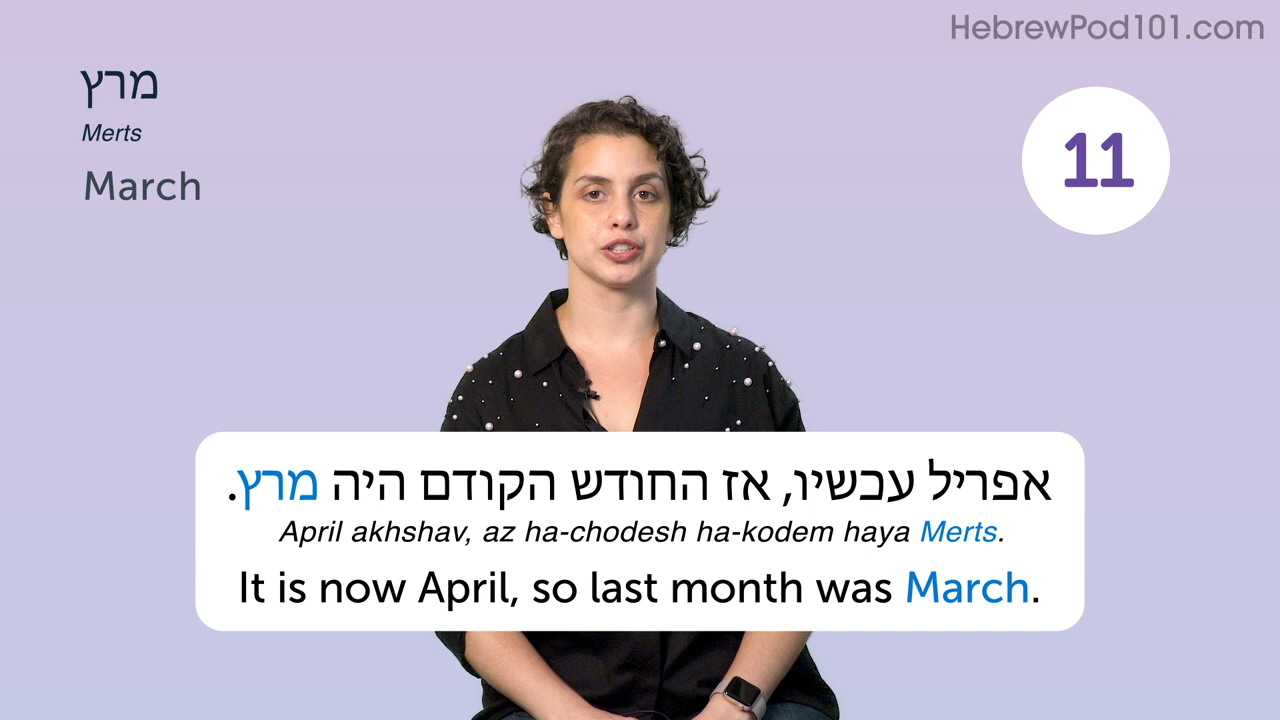 HebrewPod101.com
מרץ
Merts
March
11
אפריל עכשיו, אז החודש הקודם היה מרץ.
April akhshav, az ha-chodesh ha-kodem haya Merts.
It is now April, so last month was March.